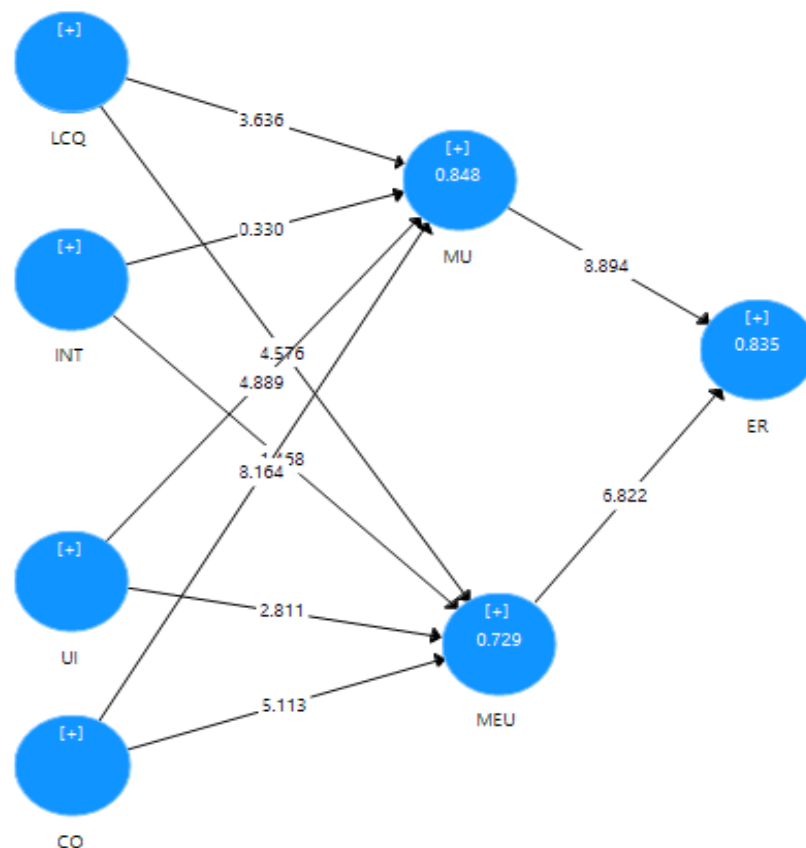 [+]
LCQ
3.636
[+]
0.848
MU
[+]
INT
0.330
8.894
[+]
0.835
ER
4.576
4.889
8.164
6.822
[+]
UI
2.811
[+]
0.729
MEU
5.113
[+]
CO